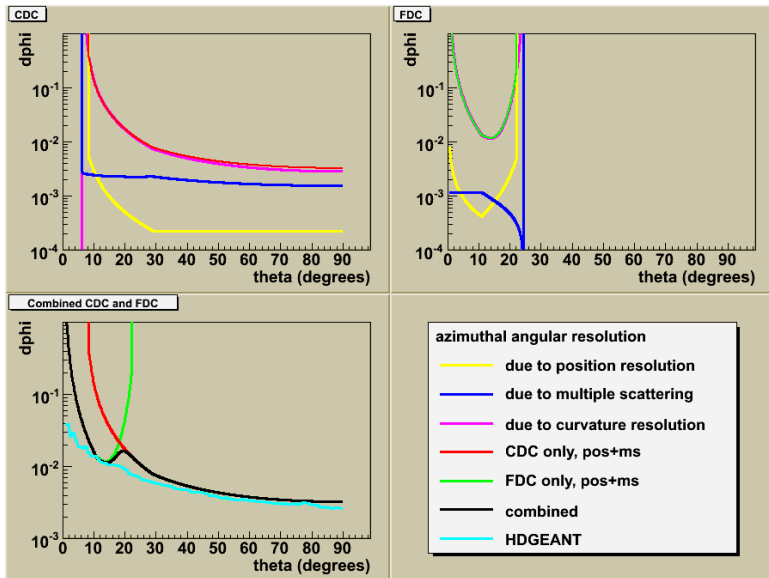 CDC
dphi
10⁻¹
10⁻²
10⁻³
10⁻⁴
0 10 20 30 40 50 60 70 80 90
theta (degrees)
FDC
dphi
10⁻¹
10⁻²
10⁻³
10⁻⁴
0 10 20 30 40 50 60 70 80 90
theta (degrees)
Combined CDC and FDC
dphi
10⁻¹
10⁻²
10⁻³
0 10 20 30 40 50 60 70 80 90
theta (degrees)
azimuthal angular resolution
due to position resolution
due to multiple scattering
due to curvature resolution
CDC only, pos+ms
FDC only, pos+ms
combined
HDGEANT